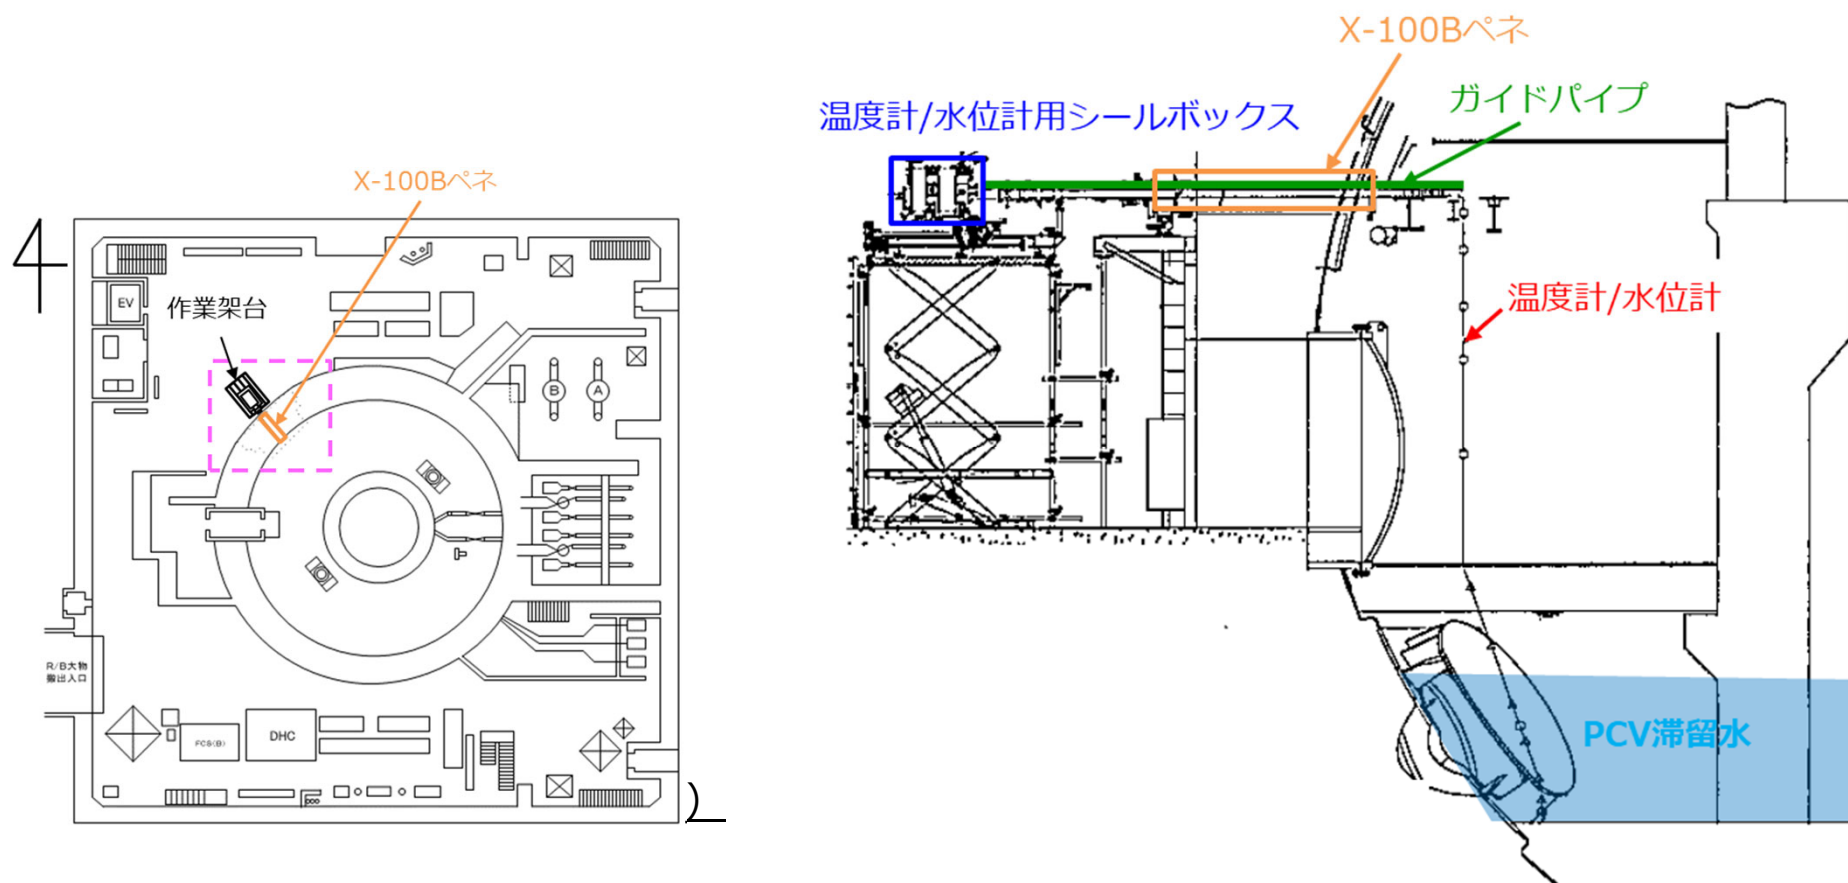 X-100Bペネ
作業架台
EV
B
A
R/B大物
搬出入口
FCS(B)
DHC
X-100Bペネ
ガイドパイプ
温度計/水位計用シールボックス
温度計/水位計
PCV滞留水